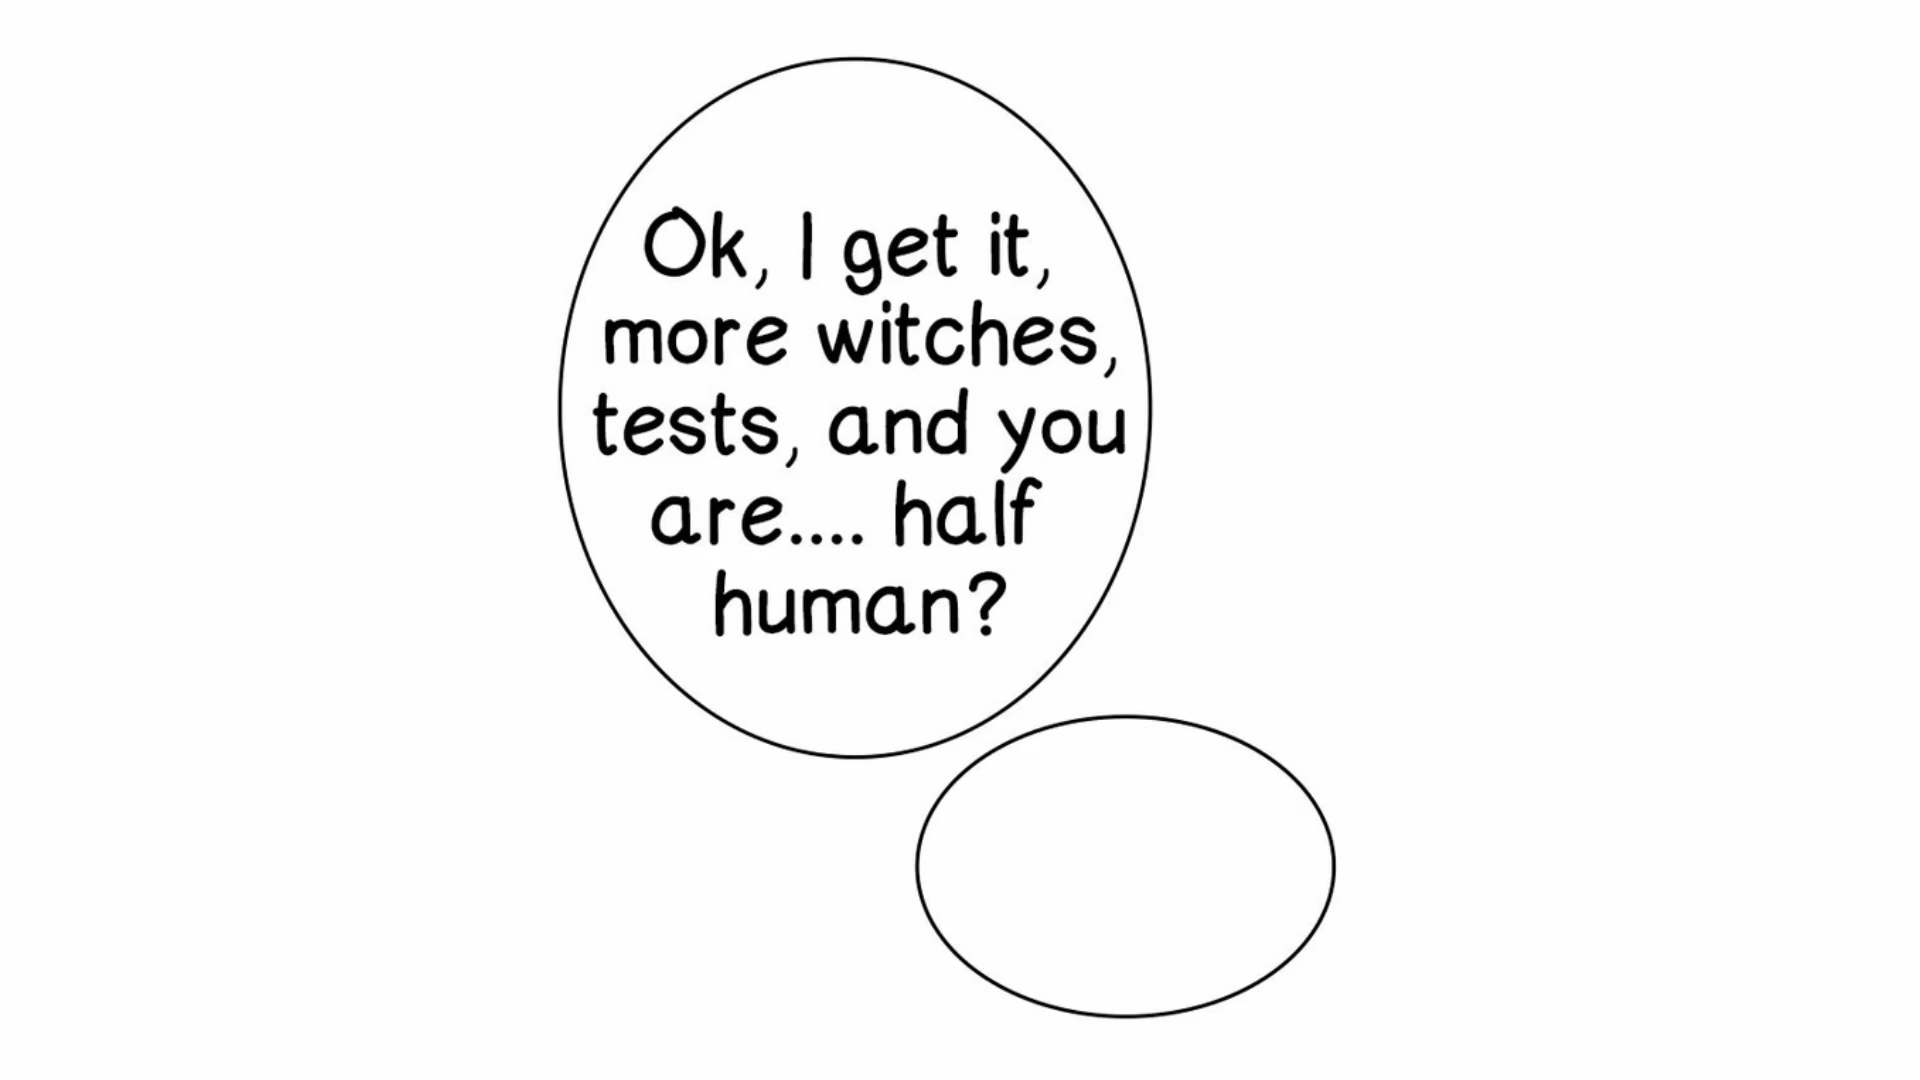 Ok, I get it,
more witches,
tests, and you
are.... half
human?